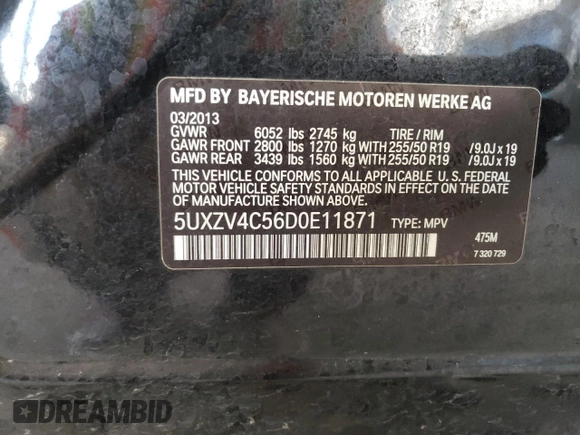 MFD BY BAYERISCHE MOTOREN WERKE AG
03/2013
GVWR 6052 lbs 2745 kg TIRE / RIM
GAWR FRONT 2800 lbs 1270 kg WITH 255/50 R19 /9.0J x 19
GAWR REAR 3439 lbs 1560 kg WITH 255/50 R19 /9.0J x 19
THIS VEHICLE CONFORMS TO ALL APPLICABLE U. S. FEDERAL
MOTOR VEHICLE SAFETY STANDARDS IN EFFECT ON THE DATE
OF MANUFACTURE SHOWN ABOVE.
5UXZV4C56D0E11871 TYPE: MPV
475M
7 320 729
DREAMBID